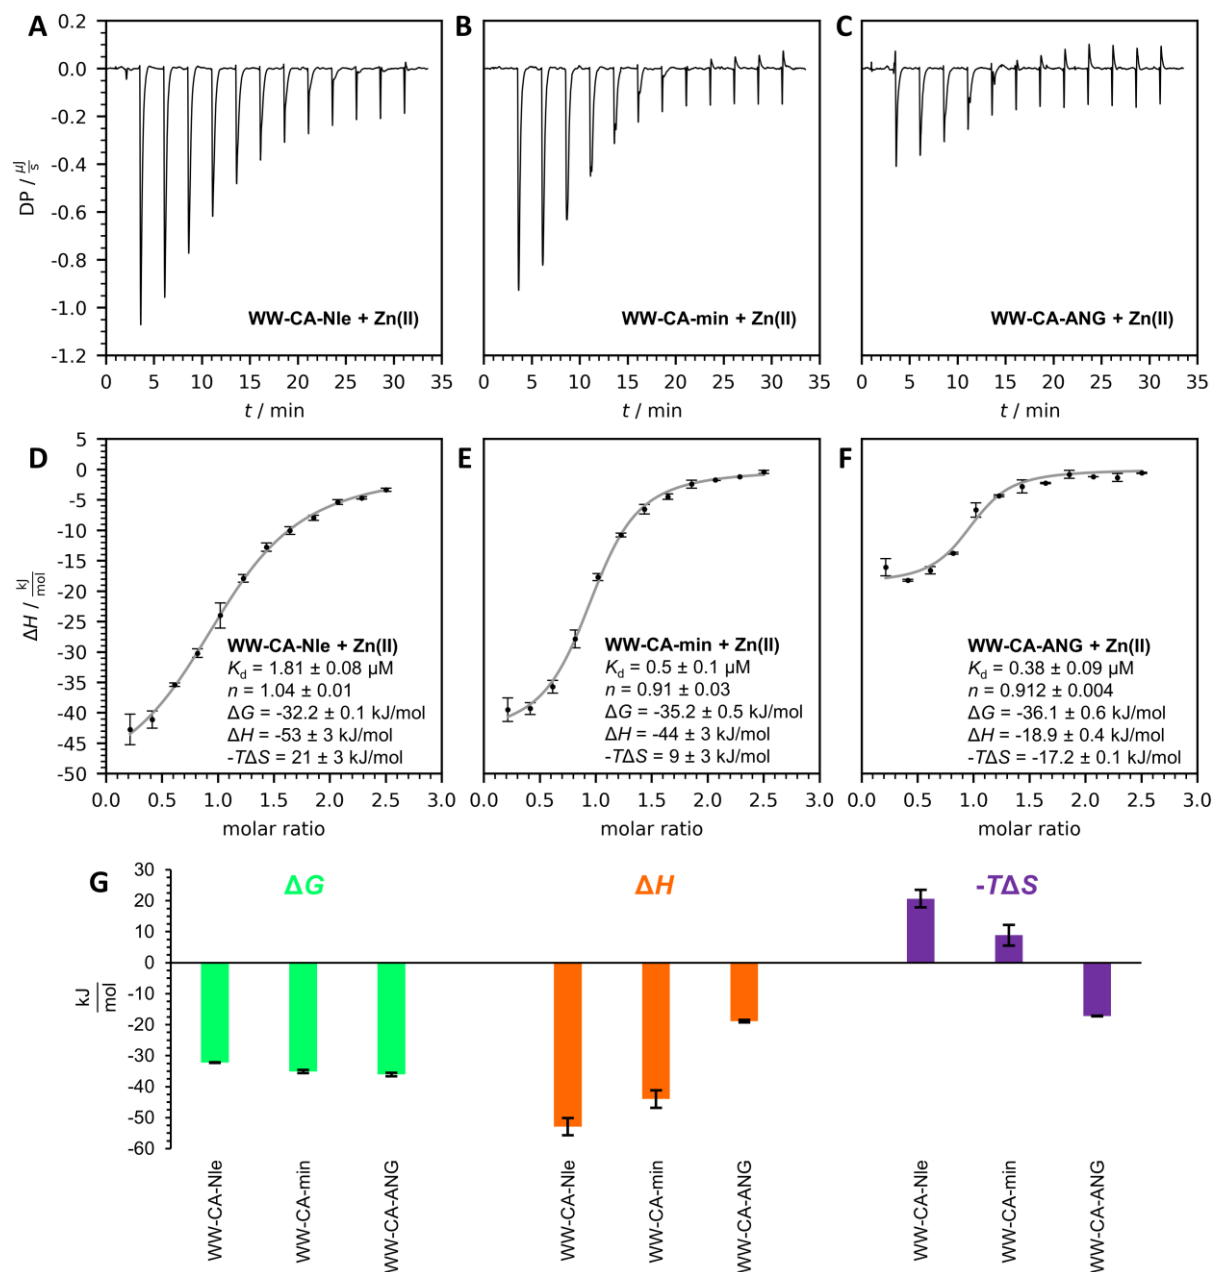 A
B
C
0.2
0.0
-0.2
-0.4
-0.6
-0.8
-1.0
-1.2
DP / µJ/s
WW-CA-Nle + Zn(II)
WW-CA-min + Zn(II)
WW-CA-ANG + Zn(II)
0 5 10 15 20 25 30 35
0 5 10 15 20 25 30 35
0 5 10 15 20 25 30 35
t / min
t / min
t / min
D
E
F
5
0
-5
-10
-15
-20
-25
-30
-35
-40
-45
-50
ΔH / kJ/mol
WW-CA-Nle + Zn(II)
Kd = 1.81 ± 0.08 µM
n = 1.04 ± 0.01
ΔG = -32.2 ± 0.1 kJ/mol
ΔH = -53 ± 3 kJ/mol
-TΔS = 21 ± 3 kJ/mol
WW-CA-min + Zn(II)
Kd = 0.5 ± 0.1 µM
n = 0.91 ± 0.03
ΔG = -35.2 ± 0.5 kJ/mol
ΔH = -44 ± 3 kJ/mol
-TΔS = 9 ± 3 kJ/mol
WW-CA-ANG + Zn(II)
Kd = 0.38 ± 0.09 µM
n = 0.912 ± 0.004
ΔG = -36.1 ± 0.6 kJ/mol
ΔH = -18.9 ± 0.4 kJ/mol
-TΔS = -17.2 ± 0.1 kJ/mol
0.0 0.5 1.0 1.5 2.0 2.5 3.0
0.0 0.5 1.0 1.5 2.0 2.5 3.0
0.0 0.5 1.0 1.5 2.0 2.5 3.0
molar ratio
molar ratio
molar ratio
G
ΔG
ΔH
-TΔS
30
20
10
0
-10
-20
-30
-40
-50
-60
kJ/mol
WW-CA-Nle
WW-CA-min
WW-CA-ANG
WW-CA-Nle
WW-CA-min
WW-CA-ANG
WW-CA-Nle
WW-CA-min
WW-CA-ANG